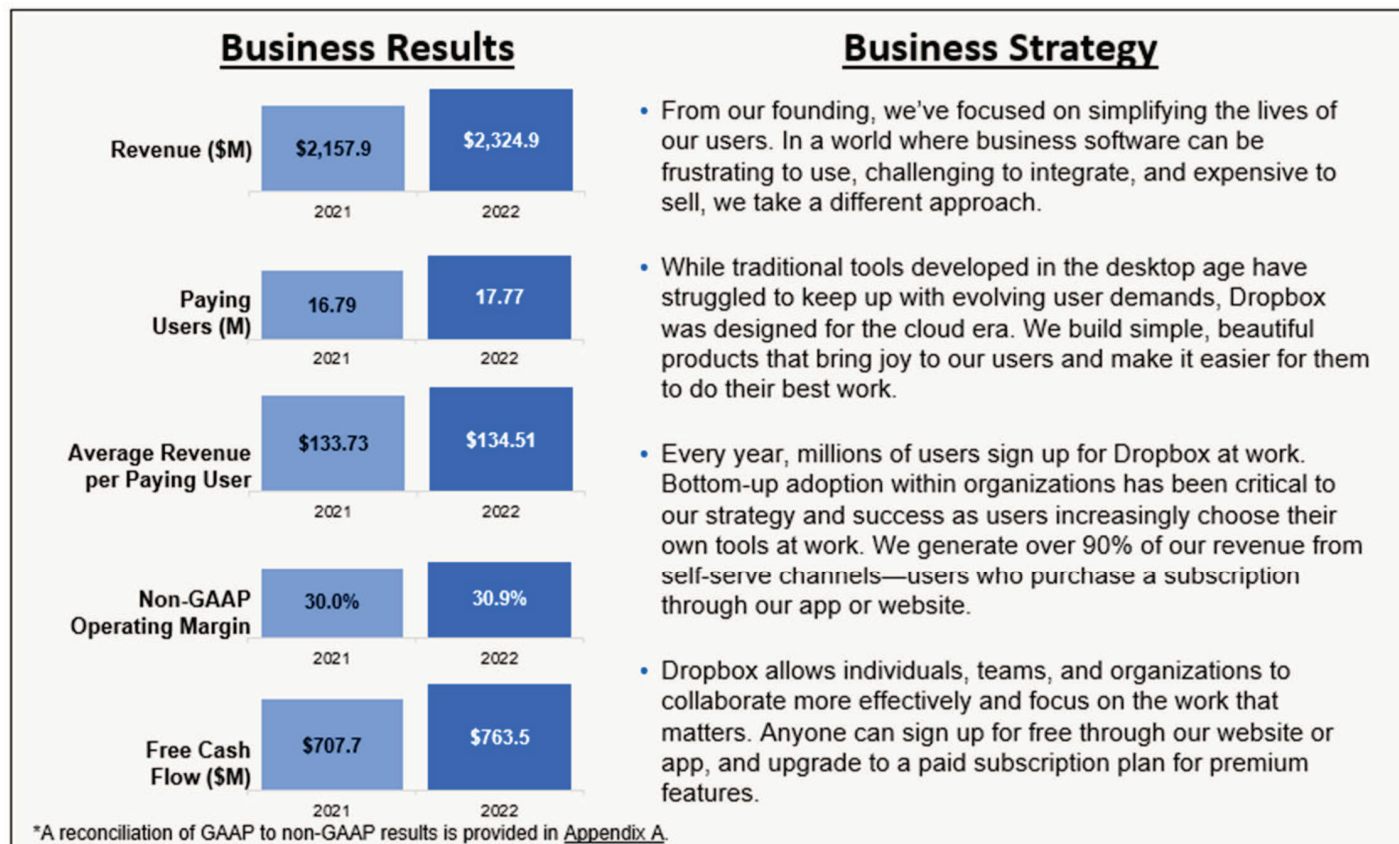 Business Results
Revenue ($M)
$2,157.9
$2,324.9
2021
2022
Paying
Users (M)
16.79
17.77
2021
2022
Average Revenue
per Paying User
$133.73
$134.51
2021
2022
Non-GAAP
Operating Margin
30.0%
30.9%
2021
2022
Free Cash
Flow ($M)
$707.7
$763.5
2021
2022
*A reconciliation of GAAP to non-GAAP results is provided in Appendix A.
Business Strategy
• From our founding, we've focused on simplifying the lives of
our users. In a world where business software can be
frustrating to use, challenging to integrate, and expensive to
sell, we take a different approach.
• While traditional tools developed in the desktop age have
struggled to keep up with evolving user demands, Dropbox
was designed for the cloud era. We build simple, beautiful
products that bring joy to our users and make it easier for them
to do their best work.
• Every year, millions of users sign up for Dropbox at work.
Bottom-up adoption within organizations has been critical to
our strategy and success as users increasingly choose their
own tools at work. We generate over 90% of our revenue from
self-serve channels—users who purchase a subscription
through our app or website.
• Dropbox allows individuals, teams, and organizations to
collaborate more effectively and focus on the work that
matters. Anyone can sign up for free through our website or
app, and upgrade to a paid subscription plan for premium
features.